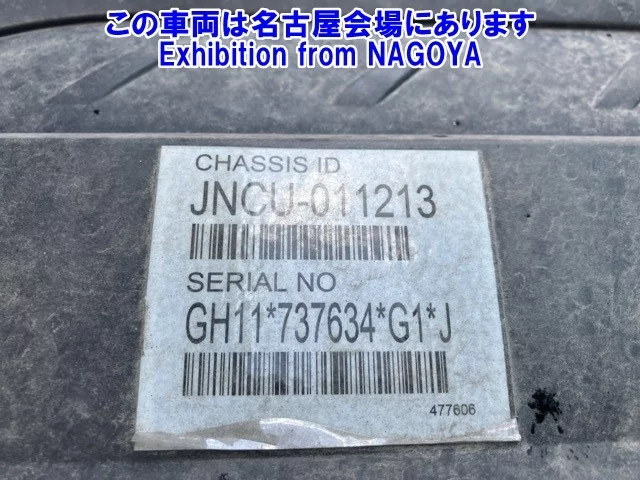 この車両は名古屋会場にあります
Exhibition from NAGOYA
CHASSIS ID
JNCU-011213
SERIAL NO
GH11*737634*G1*J
477606